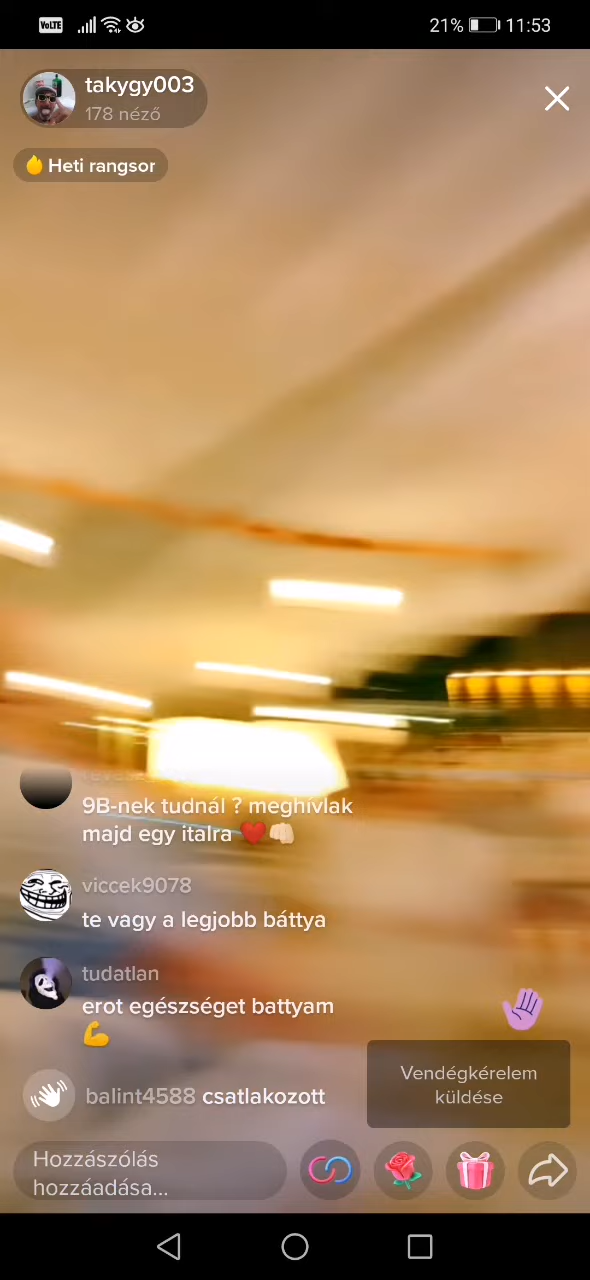 VoLTE
21% 11:53
takygy003
178 néző
Heti rangsor
9B-nek tudnál ? meghívlak
majd egy italra ❤️👊🏻
viccek9078
te vagy a legjobb báttya
tudatlan
erot egészséget battyam
💪
balint4588 csatlakozott
Vendégkérelem
küldése
Hozzászólás
hozzáadása...